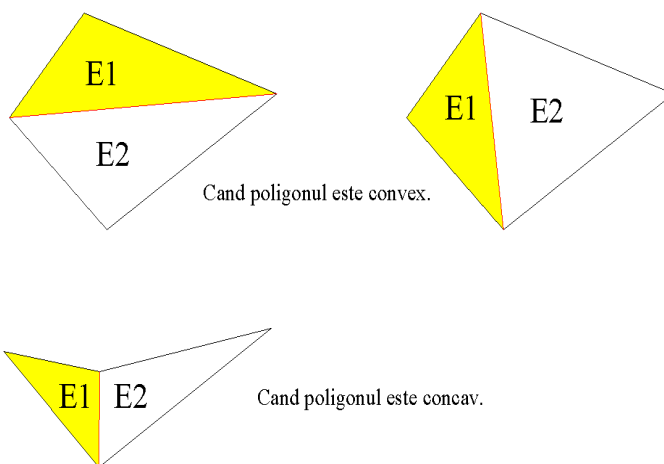 E1
E2
E1
E2
Cand poligonul este convex.
E1
E2
Cand poligonul este concav.